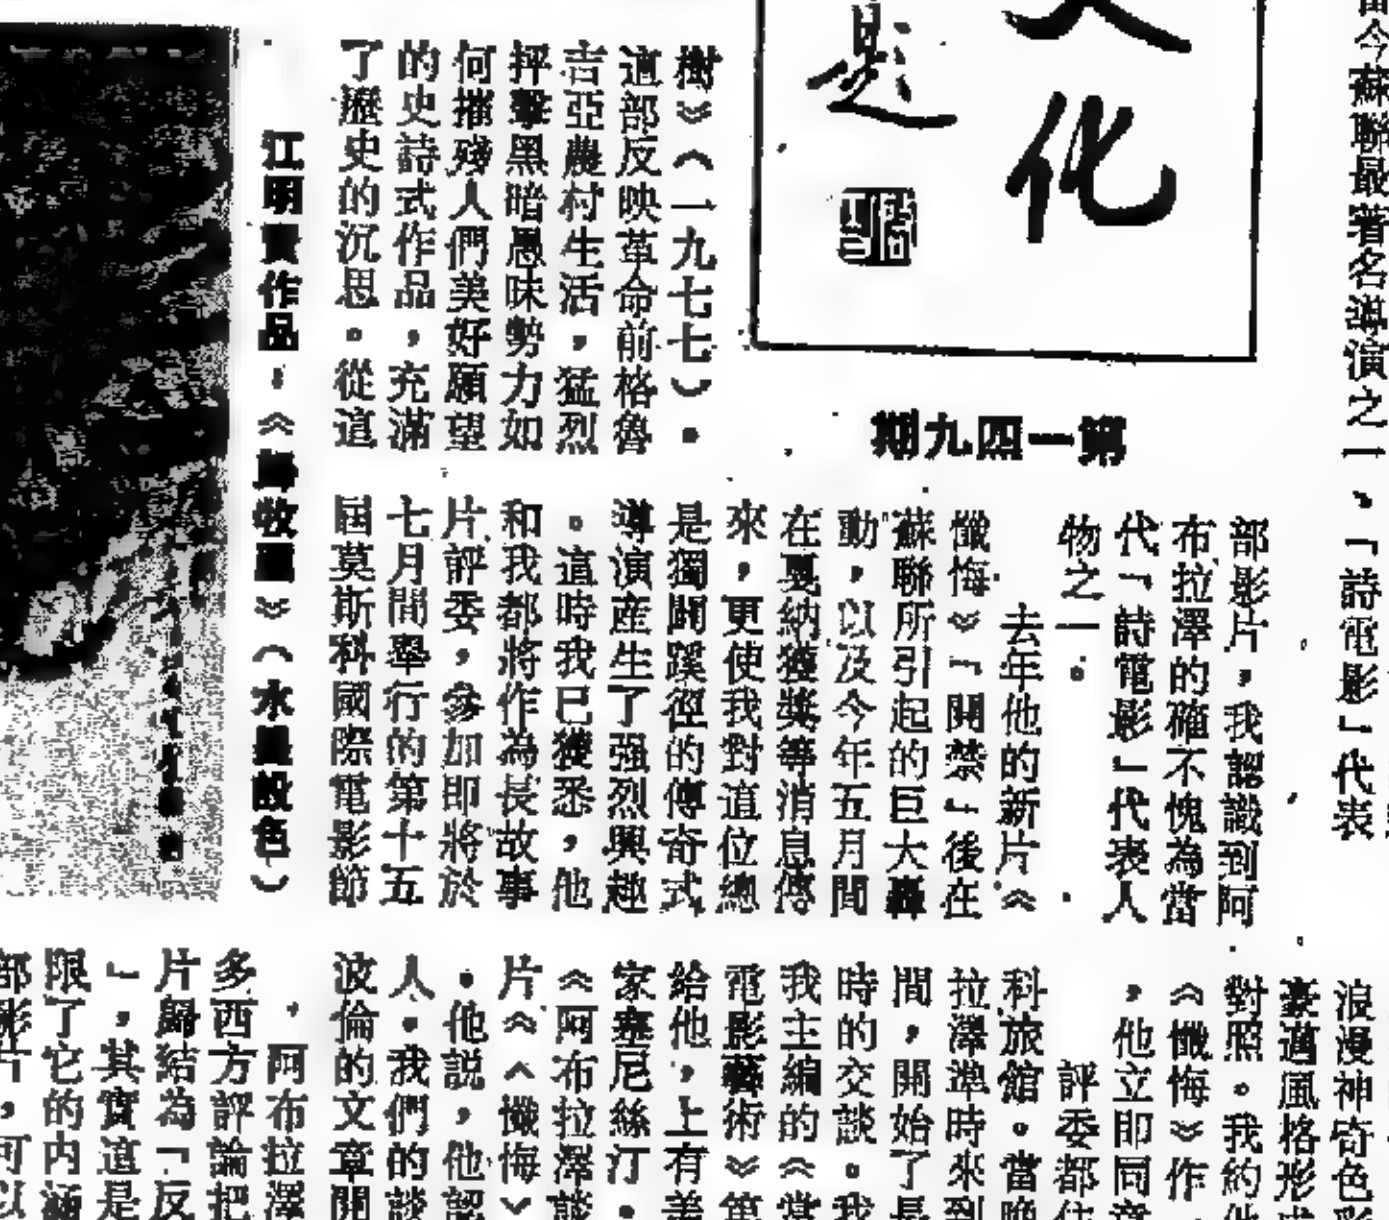 當今蘇聯最著名導演之一、「詩電影」代表
文化
題
第一四九期
樹》(一九七七)。
這部反映革命前格魯
吉亞農村生活,猛烈
抨擊黑暗愚昧勢力如
何摧殘人們美好願望
的史詩式作品,充滿
了歷史的沉思。從這
部影片,我認識到阿
布拉澤的確不愧為當
代「詩電影」代表人
物之一。
去年他的新片《
懺悔》「開禁」後在
蘇聯所引起的巨大轟
動,以及今年五月間
在戛納獲獎等消息傳
來,更使我對這位總
是獨闢蹊徑的傳奇式
導演產生了强烈興趣
。這時我已獲悉,他
和我都將作為長故事
片評委,參加即將於
七月間舉行的第十五
屆莫斯科國際電影節
江明賢作品,《歸牧圖》(水墨設色)
浪漫神奇色彩
豪邁風格形成
對照。我約他
《懺悔》作
,他立即同意
評委都住
科旅館。當晚
拉澤準時來到
間,開始了長
時的交談。我
我主編的《當
電影藝術》第
給他,上有美
家塞尼絲汀.
《阿布拉澤談
片《〈懺悔〉
。他說,他認
人。我們的談
波倫的文章開
,阿布拉澤
多西方評論把
片歸結為「反
」,其實這是
限了它的内涵
部影片,可以